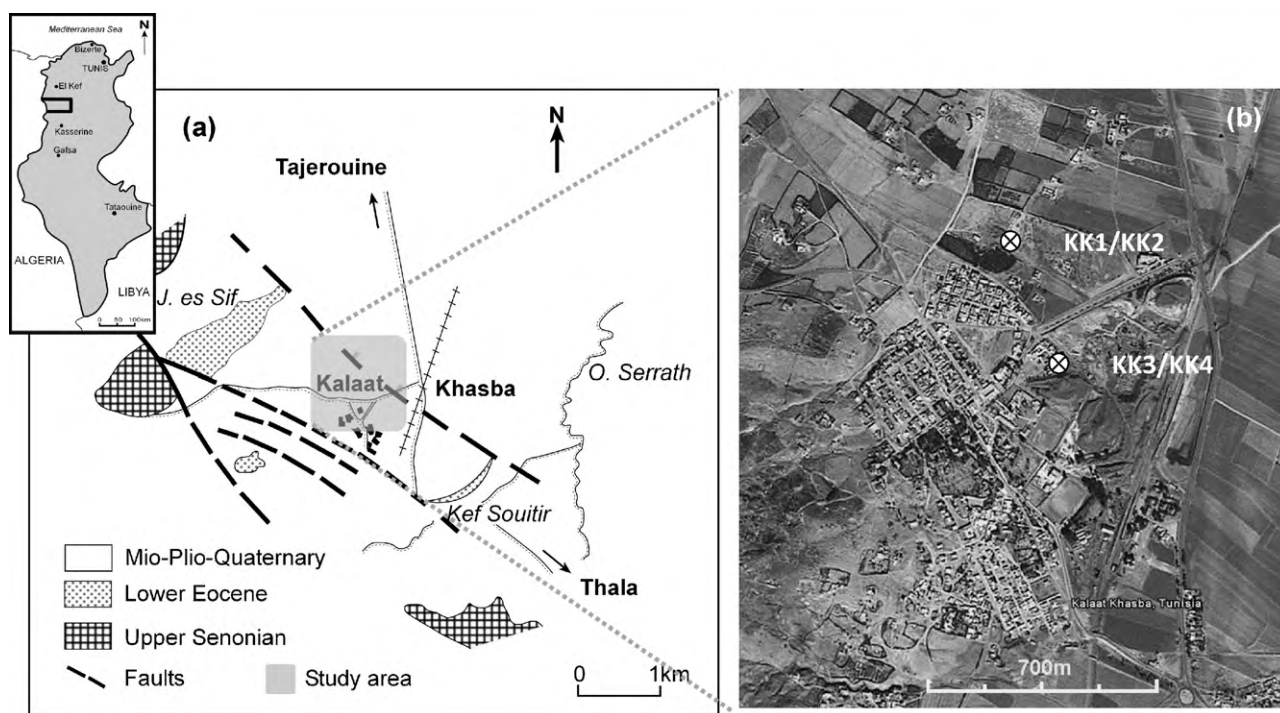 Mediterranean Sea
N
Bizerte
TUNIS
El Kef
Kasserine
Gafsa
Tataouine
ALGERIA
LIBYA
0 50 100km
(a)
N
Tajerouine
J. es Sif
Kalaat
Khasba
O. Serrath
Kef Souitir
Thala
Mio-Plio-Quaternary
Lower Eocene
Upper Senonian
Faults
Study area
0 1km
(b)
KK1/KK2
KK3/KK4
Kalaat Khasba, Tunisia
700m